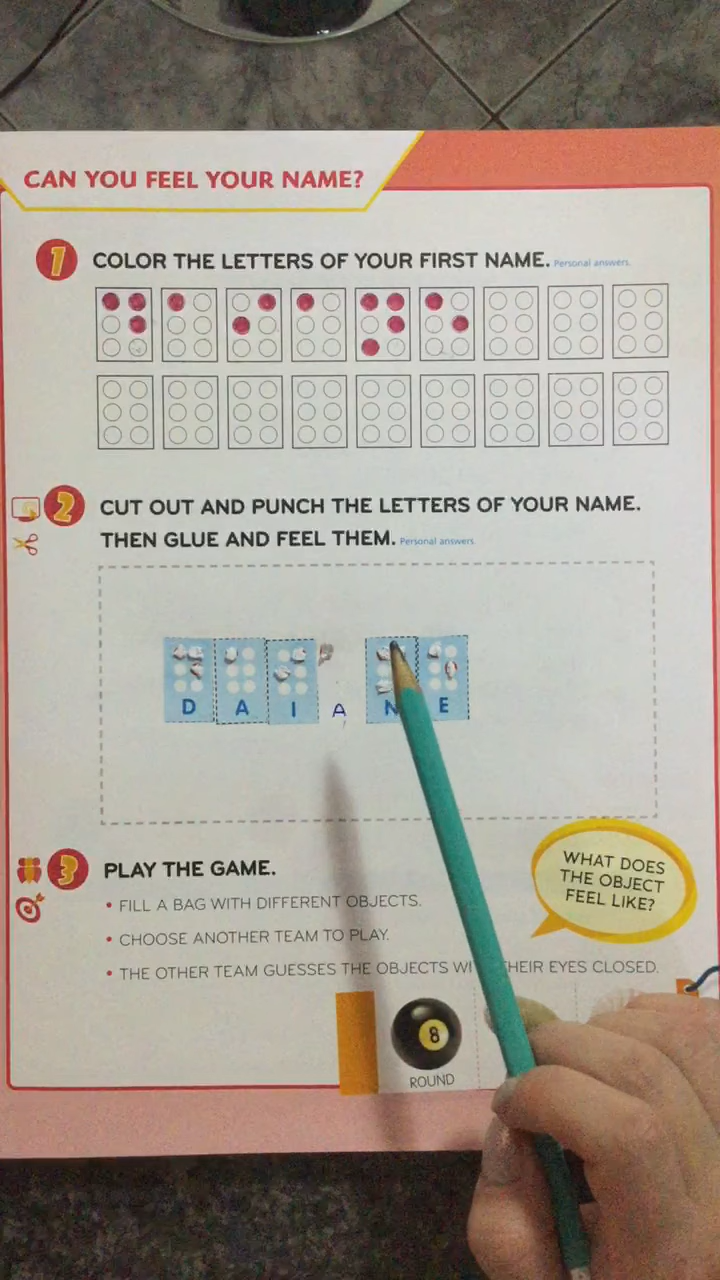 CAN YOU FEEL YOUR NAME?
1 COLOR THE LETTERS OF YOUR FIRST NAME. Personal answers.
2 CUT OUT AND PUNCH THE LETTERS OF YOUR NAME.
THEN GLUE AND FEEL THEM. Personal answers.
D A I A N E
3 PLAY THE GAME.
• FILL A BAG WITH DIFFERENT OBJECTS.
• CHOOSE ANOTHER TEAM TO PLAY.
• THE OTHER TEAM GUESSES THE OBJECTS EYES CLOSED.
WHAT DOES
THE OBJECT
FEEL LIKE?
8
ROUND